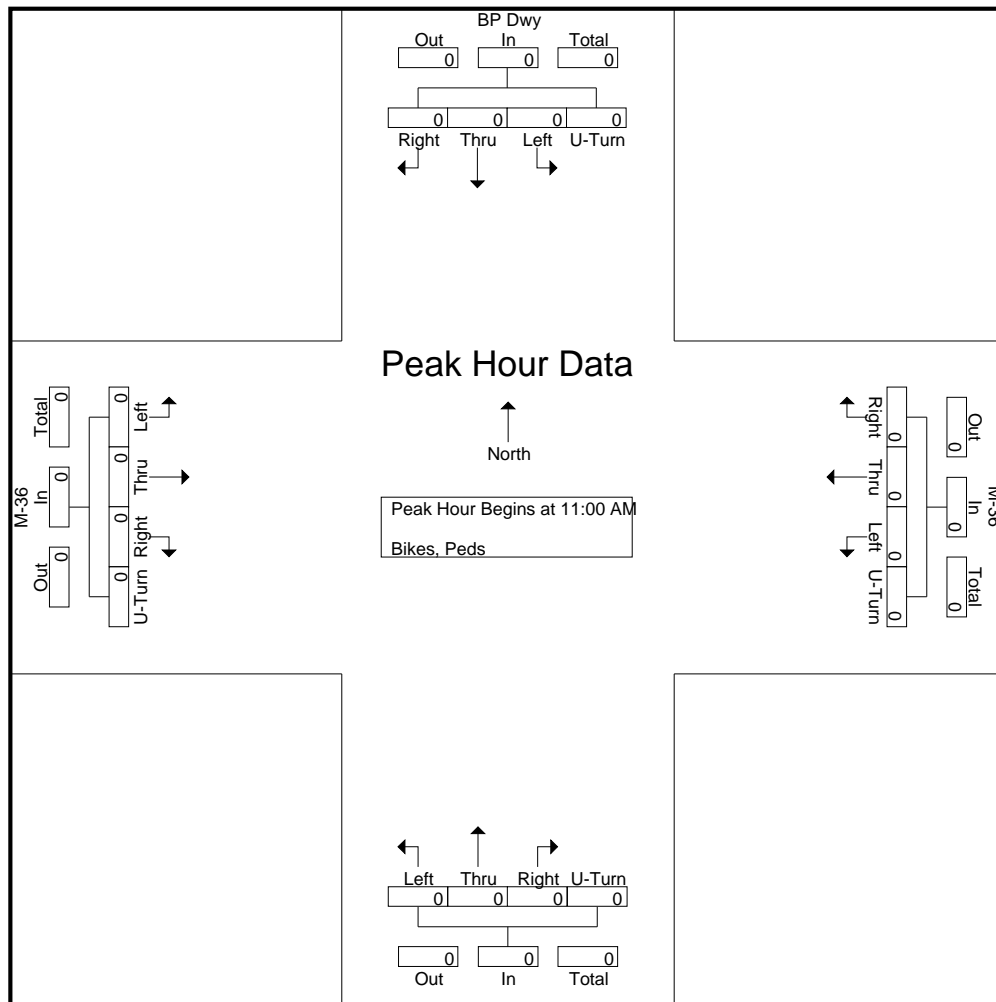 BP Dwy
Out In Total
0 0 0
0 0 0 0
Right Thru Left U-Turn
Peak Hour Data
North
Peak Hour Begins at 11:00 AM
Bikes, Peds
M-36
Total In Out
0 0 0
0 0 0 0
Left Thru Right U-Turn
Right Thru Left U-Turn
0 0 0 0
0 0 0
Out In Total
M-36
Left Thru Right U-Turn
0 0 0 0
0 0 0
Out In Total